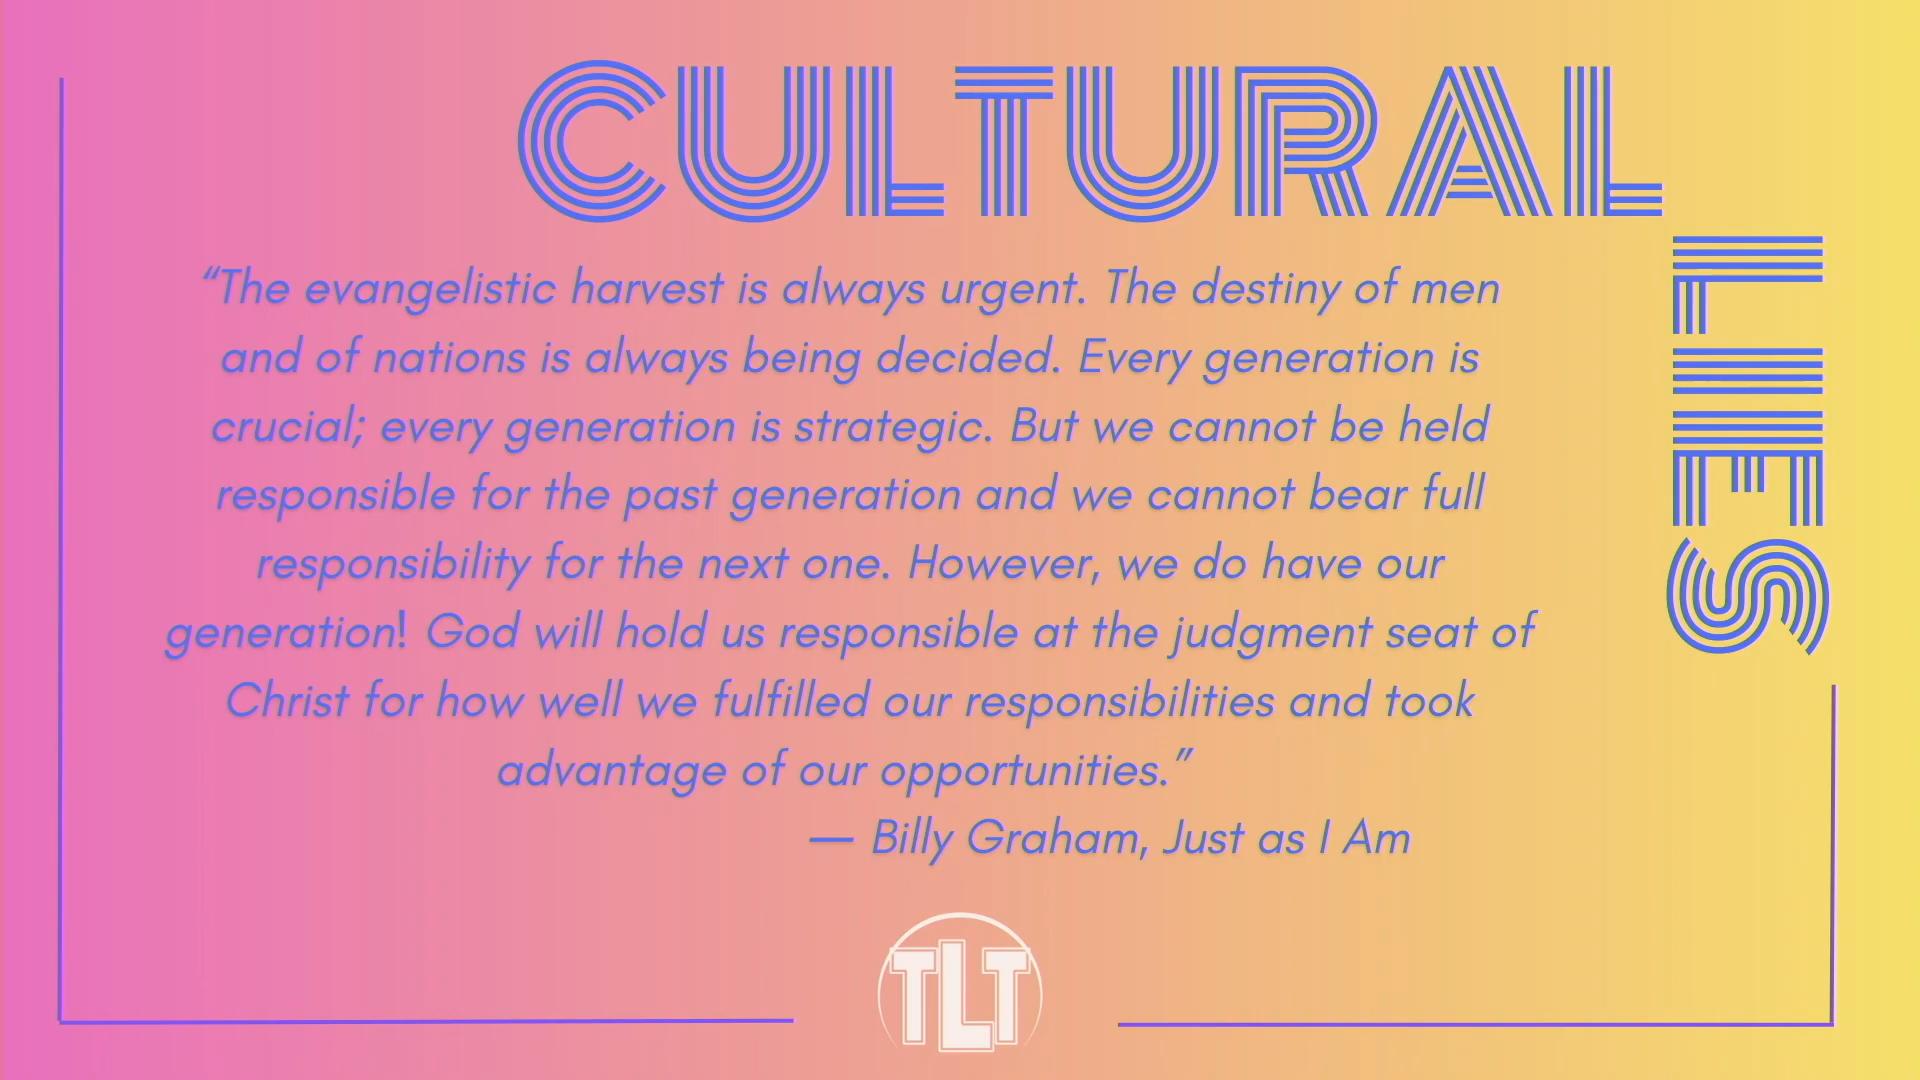 CULTURAL
LIES
“The evangelistic harvest is always urgent. The destiny of men
and of nations is always being decided. Every generation is
crucial; every generation is strategic. But we cannot be held
responsible for the past generation and we cannot bear full
responsibility for the next one. However, we do have our
generation! God will hold us responsible at the judgment seat of
Christ for how well we fulfilled our responsibilities and took
advantage of our opportunities.”
— Billy Graham, Just as I Am
TLT